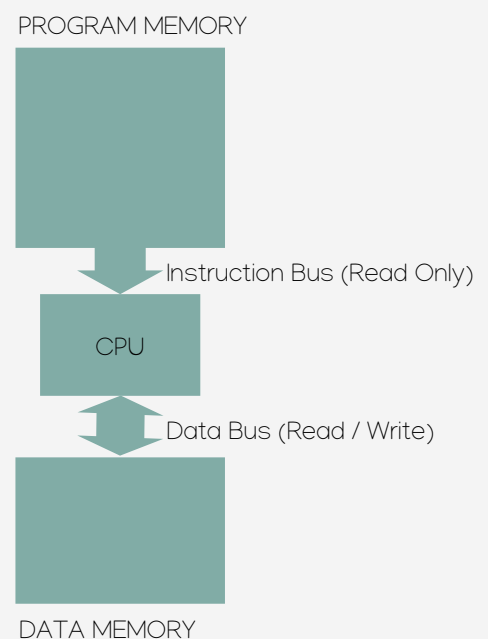 PROGRAM MEMORY
Instruction Bus (Read Only)
CPU
Data Bus (Read / Write)
DATA MEMORY